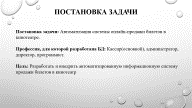 ПОСТАНОВКА ЗАДАЧИ
Постановка задачи: Автоматизация системы онлайн-продажи билетов в
кинотеатре.
Профессии, для которой разработана БД: Кассир(основной), администратор,
директор, программист.
Цель: Разработать и внедрить автоматизированную информационную систему
продажи билетов в кинотеатр